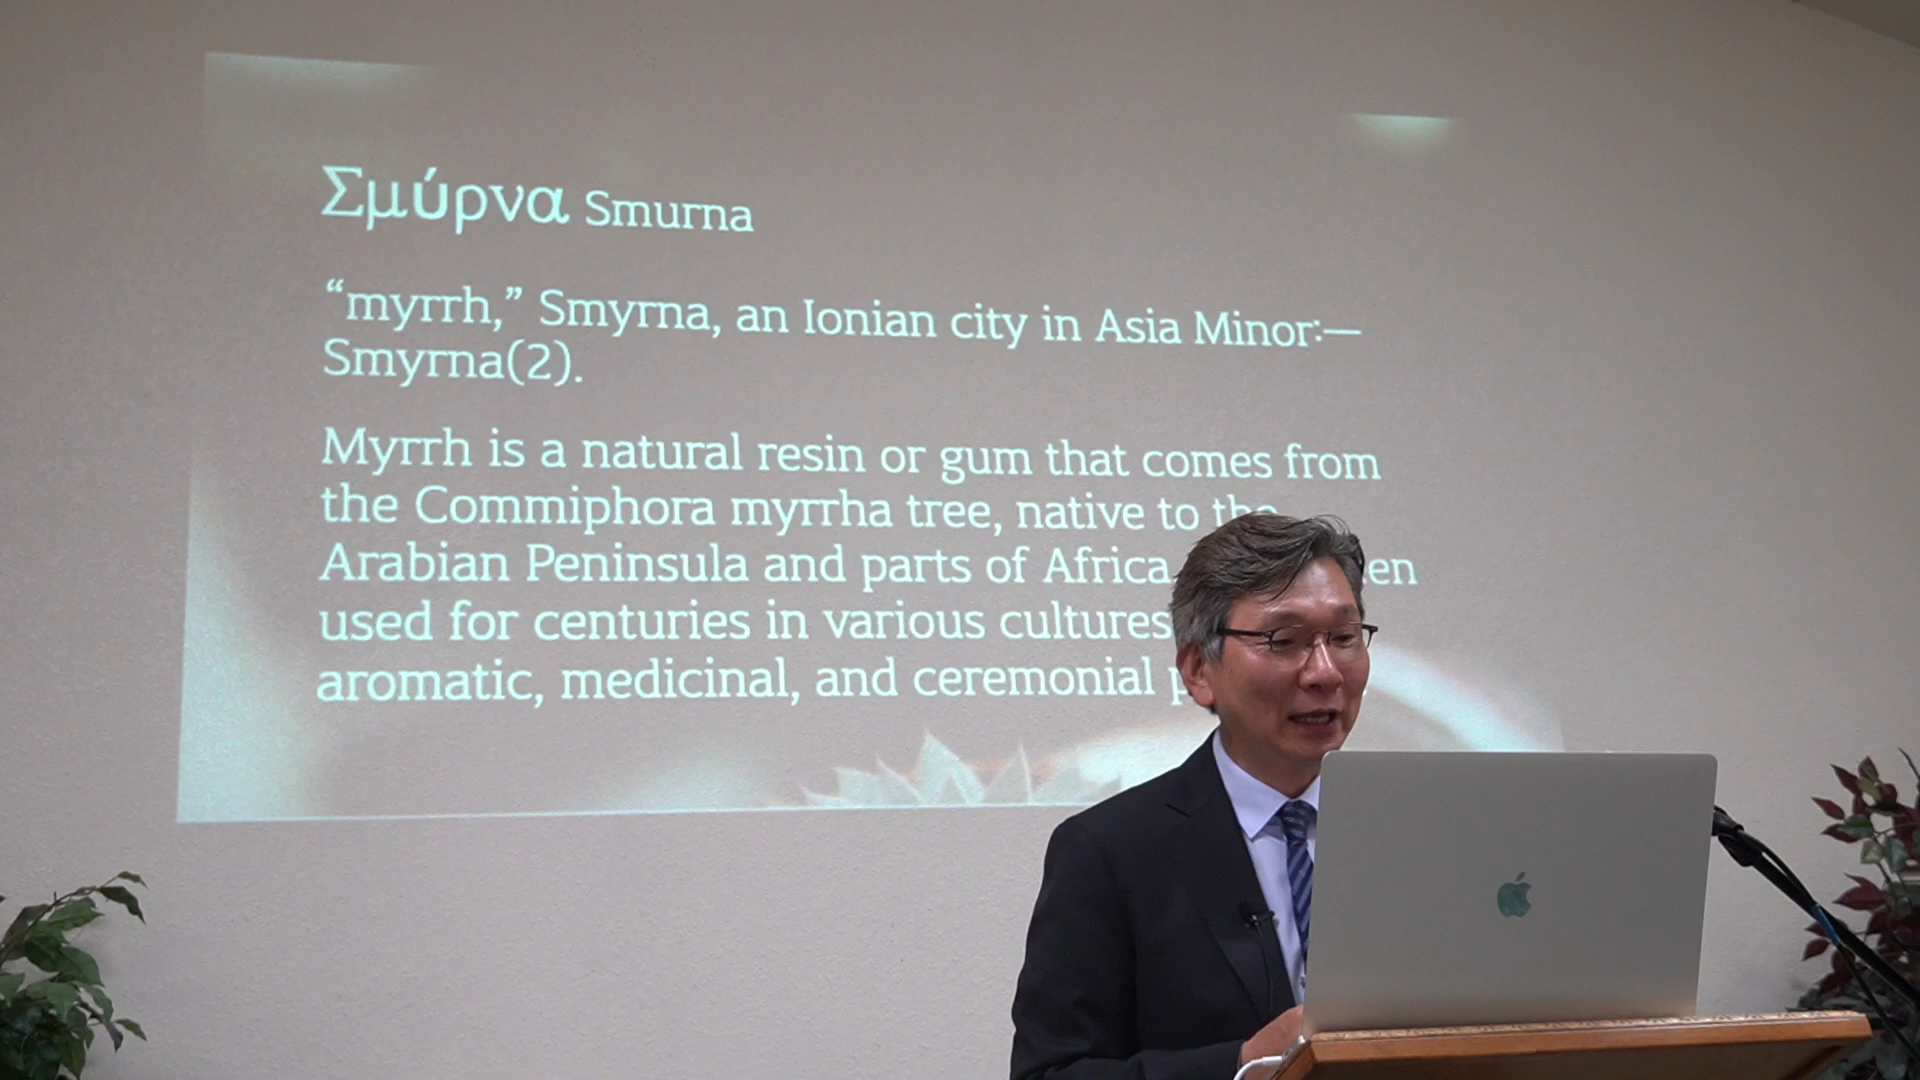 Σμύρνα Smurna
“myrrh,” Smyrna, an Ionian city in Asia Minor:—
Smyrna(2).
Myrrh is a natural resin or gum that comes from
the Commiphora myrrha tree, native to the
Arabian Peninsula and parts of Africa
used for centuries in various cultures
aromatic, medicinal, and ceremonial